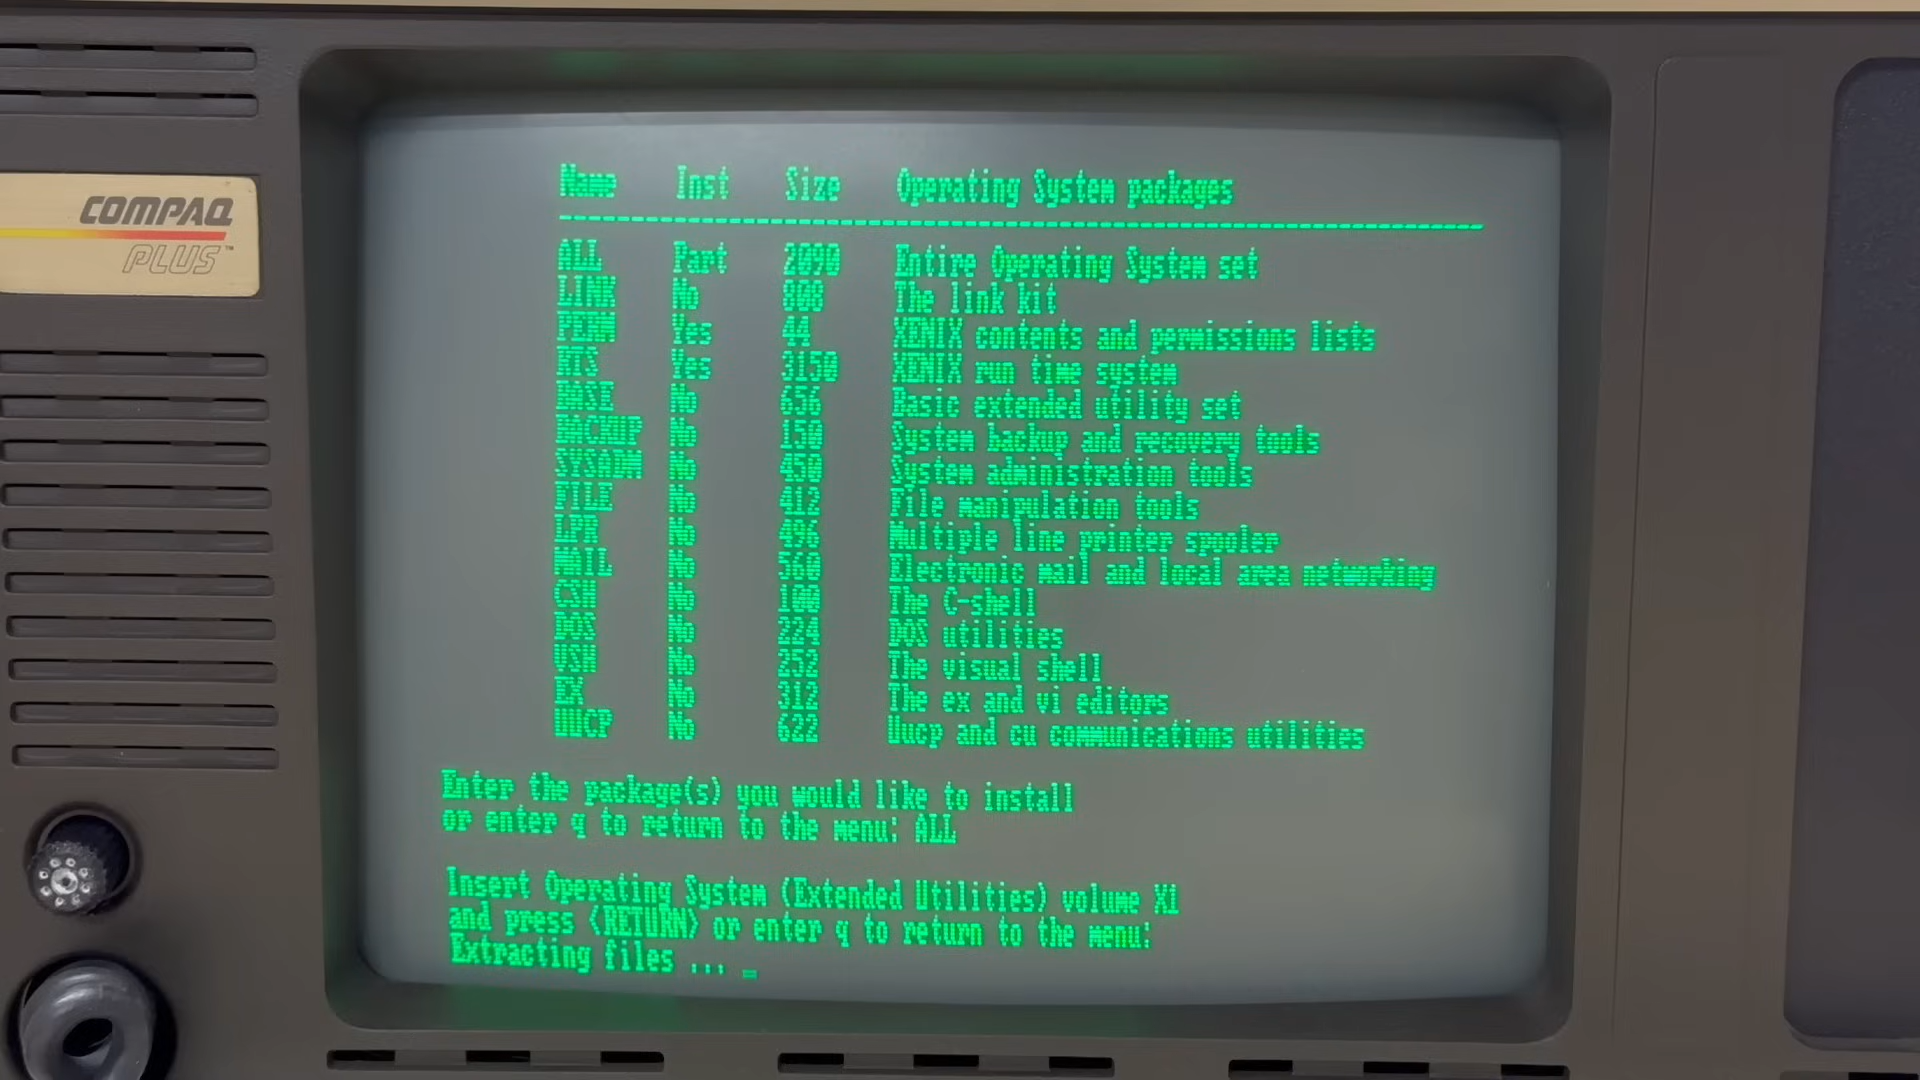 COMPAQ
PLUS™
Name Inst Size Operating System packages
ALL Part 2090 Entire Operating System set
LINK No 808 The link kit
PERM Yes 44 XENIX contents and permissions lists
RTS Yes 3150 XENIX run time system
BASE No 656 Basic extended utility set
BACKUP No 150 System backup and recovery tools
SYSADM No 450 System administration tools
FILE No 412 File manipulation tools
LPR No 496 Multiple line printer spooler
MAIL No 560 Electronic mail and local area networking
CSH No 100 The C-shell
DOS No 224 DOS utilities
VSH No 252 The visual shell
EX No 312 The ex and vi editors
UUCP No 622 Uucp and cu communications utilities
Enter the package(s) you would like to install
or enter q to return to the menu: ALL
Insert Operating System (Extended Utilities) volume X1
and press <RETURN> or enter q to return to the menu:
Extracting files ... _